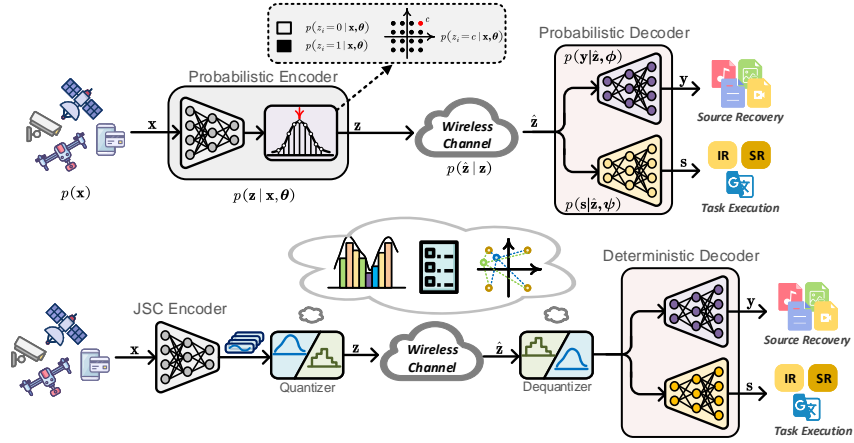 p(z_i=0|x,θ)
p(z_i=1|x,θ)
c
p(z_i=c|x,θ)
Probabilistic Encoder
Probabilistic Decoder
p(y|ẑ,ϕ)
x
z
Wireless
Channel
ẑ
y
Source Recovery
s
IR
SR
G
Task Execution
p(x)
p(z|x,θ)
p(ẑ|z)
p(s|ẑ,ψ)
Deterministic Decoder
JSC Encoder
x
Quantizer
z
Wireless
Channel
ẑ
Dequantizer
y
Source Recovery
s
IR
SR
G
Task Execution